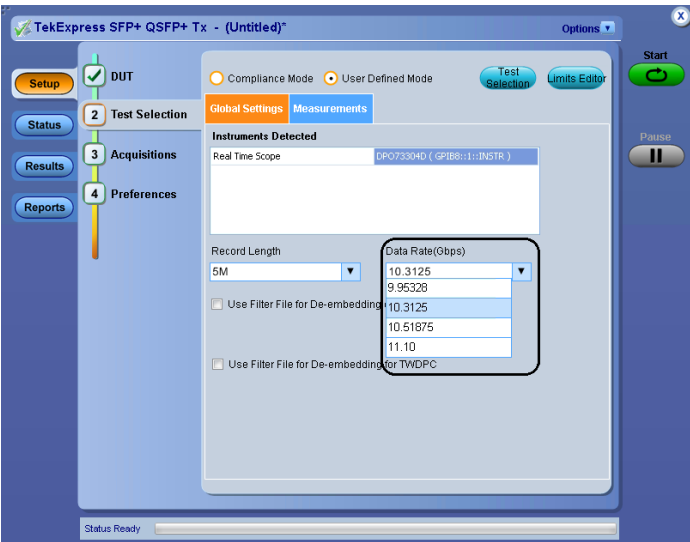 TekExpress SFP+ QSFP+ Tx - (Untitled)*
Options
x
Start
Setup
DUT
Compliance Mode
User Defined Mode
Test Selection
Limits Editor
Status
2 Test Selection
Global Settings
Measurements
Pause
Instruments Detected
Results
3 Acquisitions
Real Time Scope
DPO73304D ( GPIB8::1::INSTR )
Reports
4 Preferences
Record Length
Data Rate(Gbps)
5M
10.3125
9.95328
Use Filter File for De-embedding
10.3125
10.51875
11.10
Use Filter File for De-embedding for TWDPC
Status Ready